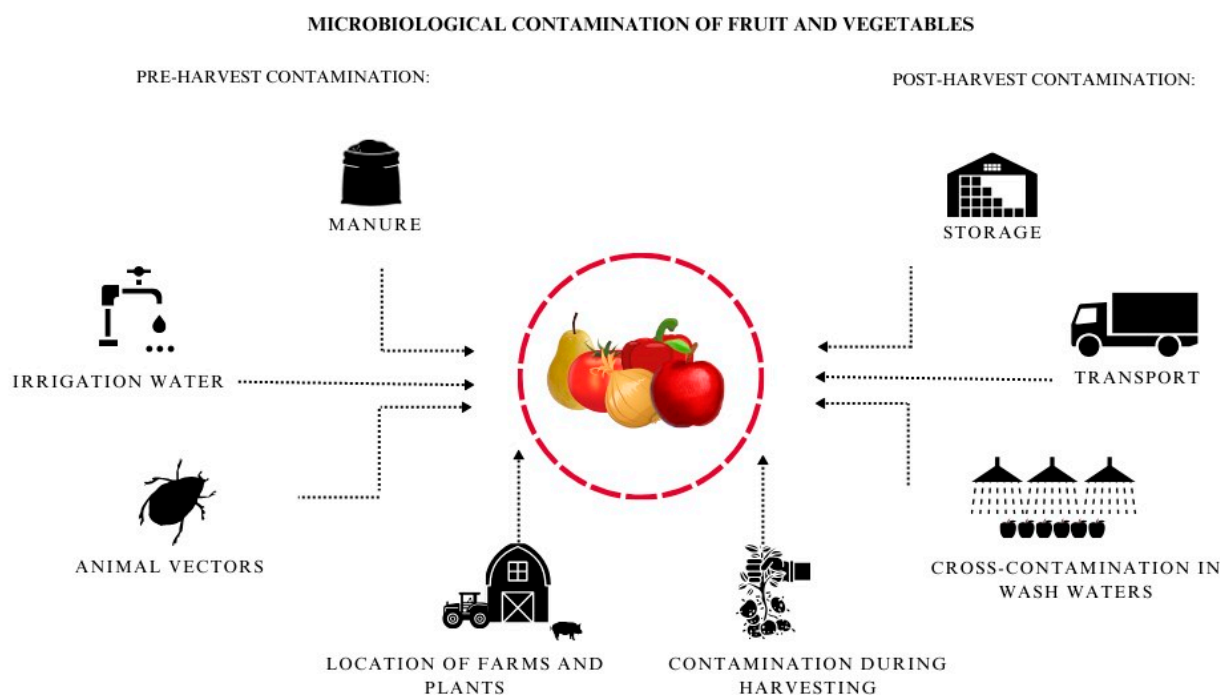 MICROBIOLOGICAL CONTAMINATION OF FRUIT AND VEGETABLES
PRE-HARVEST CONTAMINATION:
POST-HARVEST CONTAMINATION:
MANURE
STORAGE
IRRIGATION WATER
TRANSPORT
ANIMAL VECTORS
CROSS-CONTAMINATION IN
WASH WATERS
LOCATION OF FARMS AND
PLANTS
CONTAMINATION DURING
HARVESTING